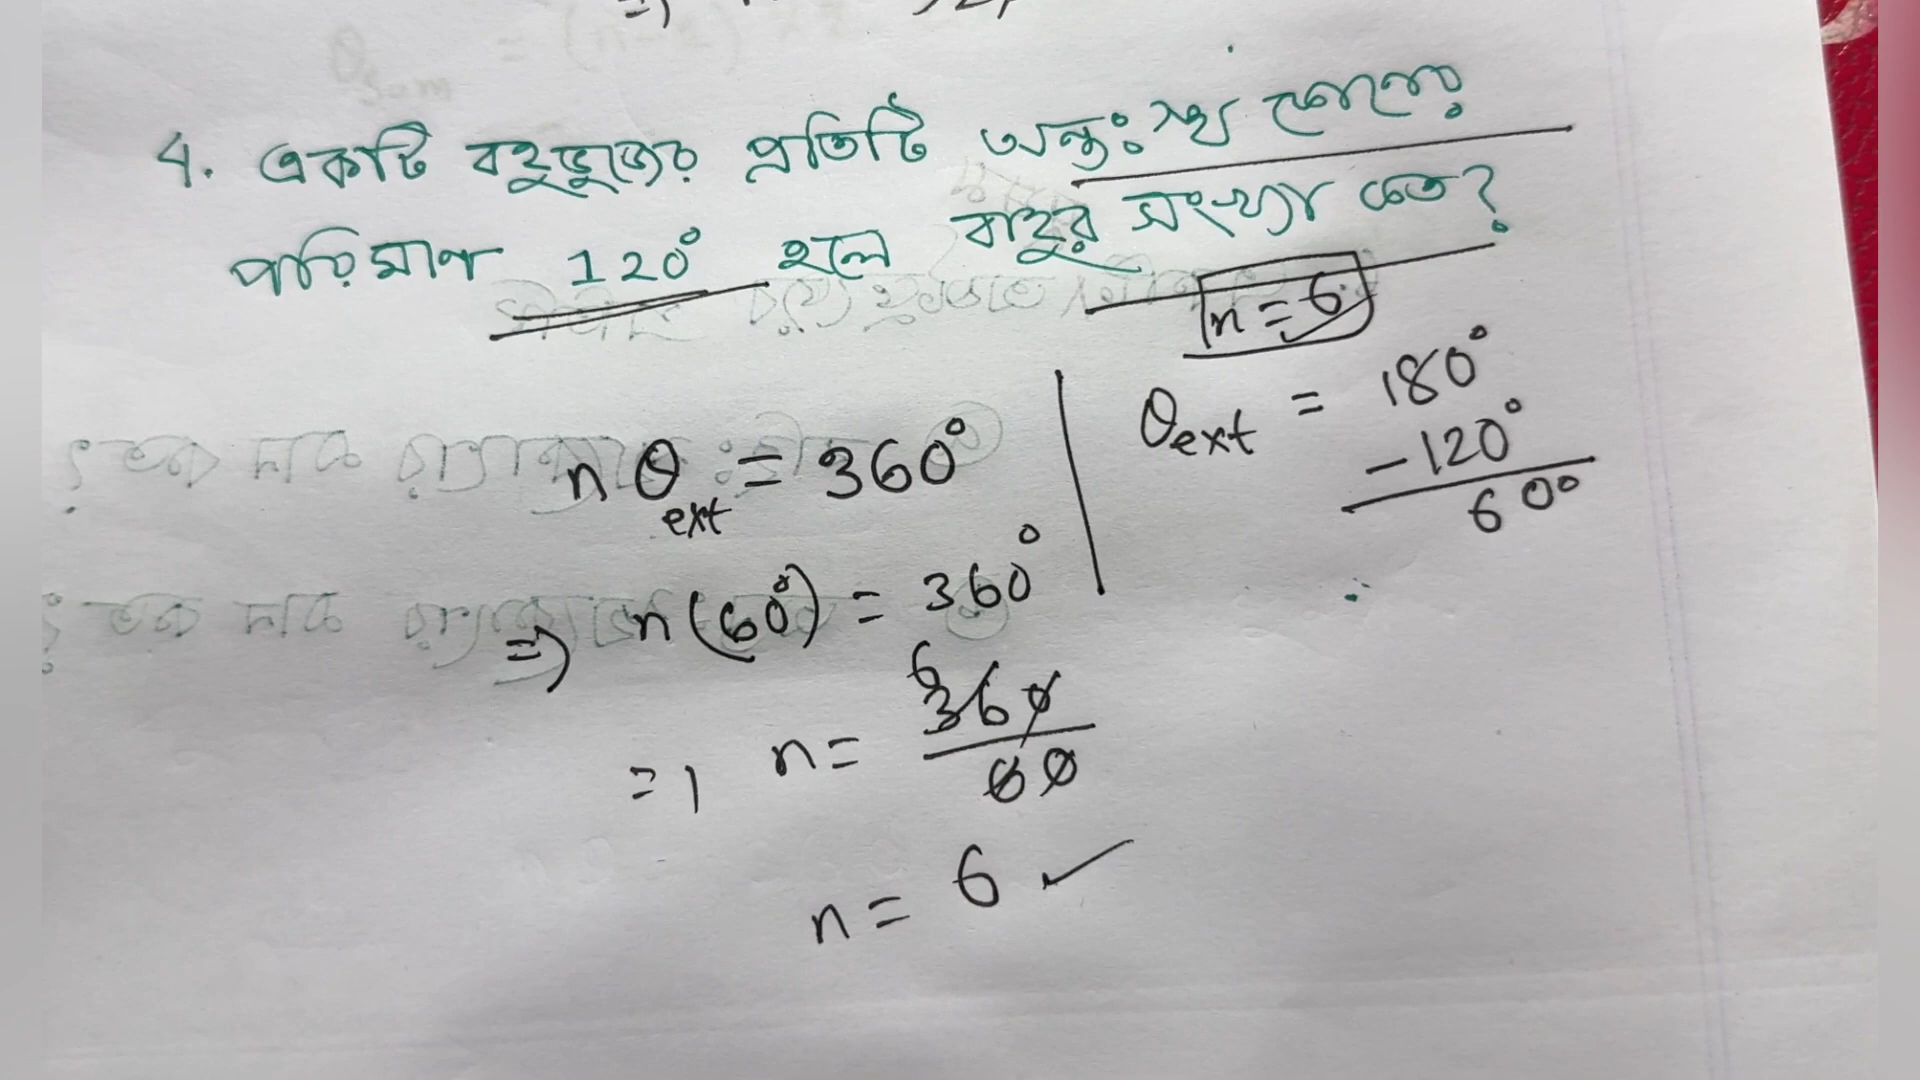 4. একটি বহুভুজের প্রতিটি অন্তঃস্থ কোণের
পরিমাণ 120° হলে বাহুর সংখ্যা কত?
n = 6
nθext = 360°
=> n(60°) = 360°
=> n = 360/60
6
n = 6 ✓
θext = 180°
-120°
60°